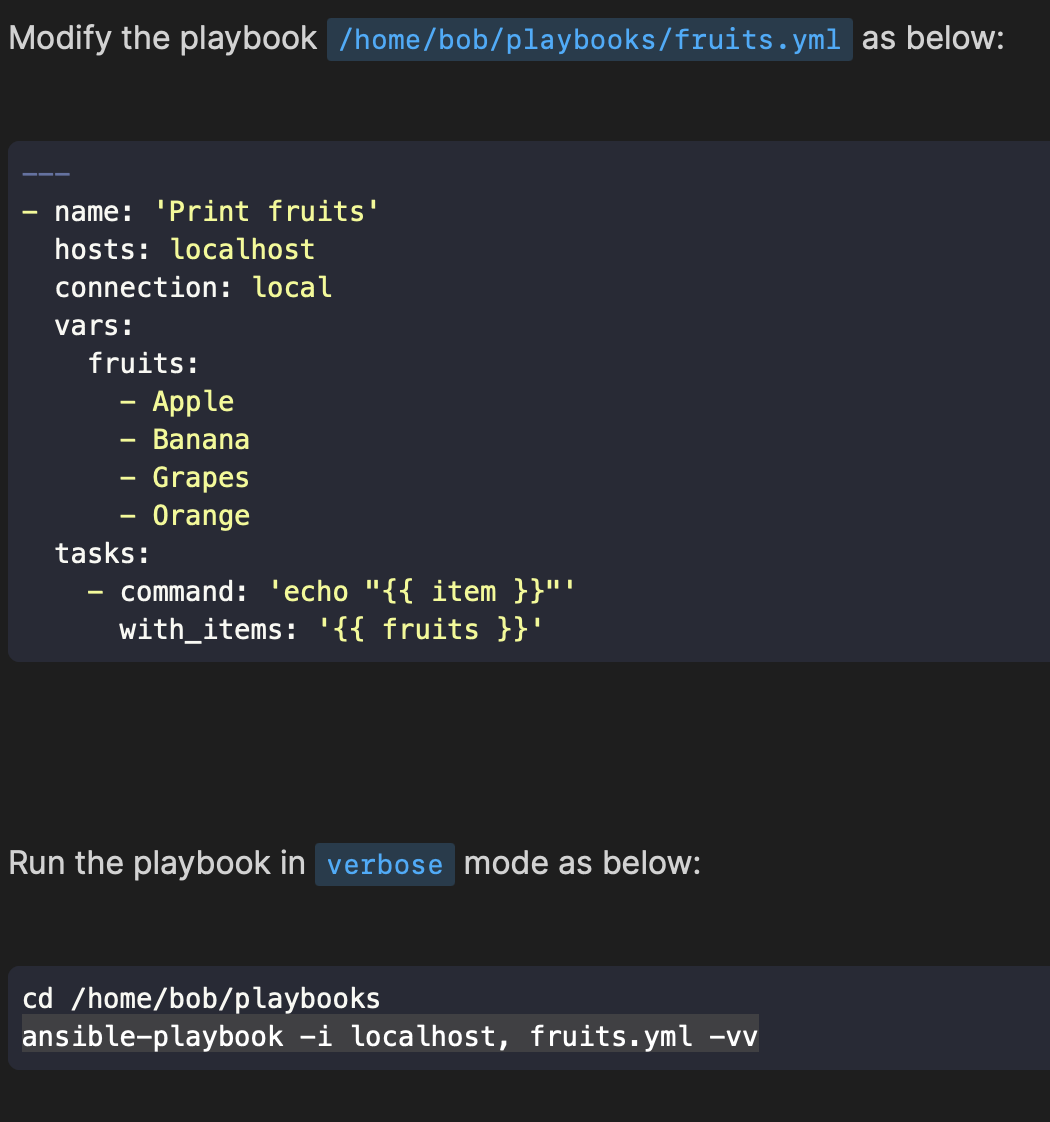 Modify the playbook /home/bob/playbooks/fruits.yml as below:
---
- name: 'Print fruits'
  hosts: localhost
  connection: local
  vars:
    fruits:
      - Apple
      - Banana
      - Grapes
      - Orange
  tasks:
    - command: 'echo "{{ item }}"'
      with_items: '{{ fruits }}'
Run the playbook in verbose mode as below:
cd /home/bob/playbooks
ansible-playbook -i localhost, fruits.yml -vv